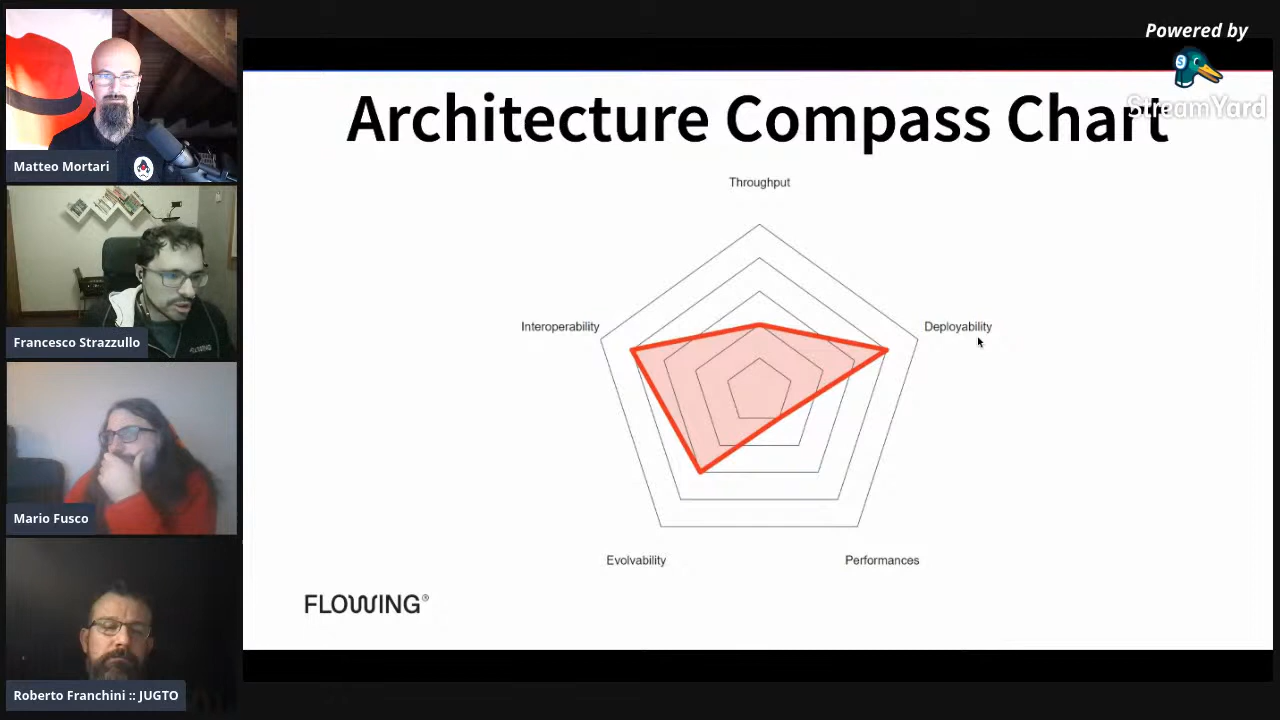 Powered by
StreamYard
Architecture Compass Chart
Throughput
Interoperability
Deployability
Evolvability
Performances
FLOWING®
Matteo Mortari
Francesco Strazzullo
Mario Fusco
Roberto Franchini :: JUGTO